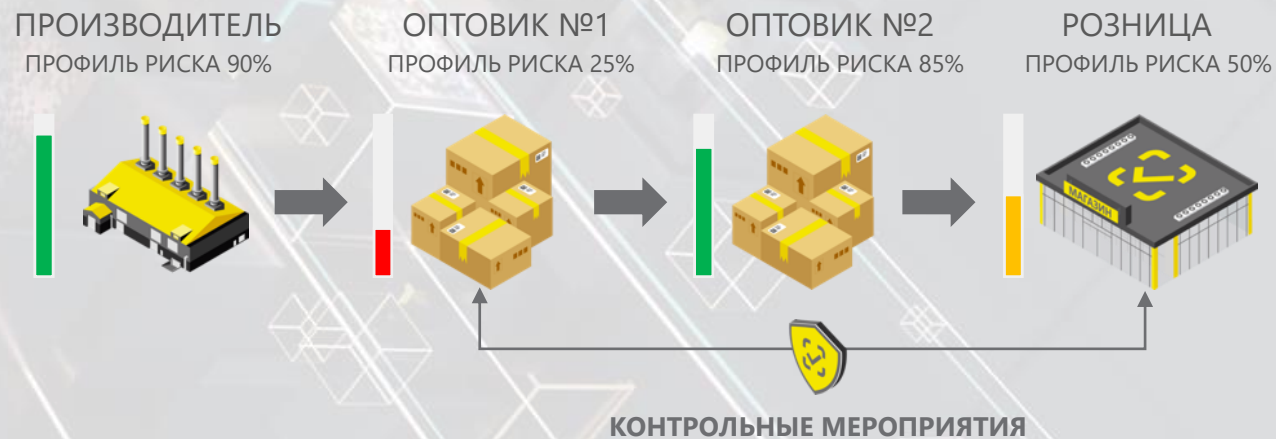 ПРОИЗВОДИТЕЛЬ
ПРОФИЛЬ РИСКА 90%
ОПТОВИК №1
ПРОФИЛЬ РИСКА 25%
ОПТОВИК №2
ПРОФИЛЬ РИСКА 85%
РОЗНИЦА
ПРОФИЛЬ РИСКА 50%
МАГАЗИН
КОНТРОЛЬНЫЕ МЕРОПРИЯТИЯ